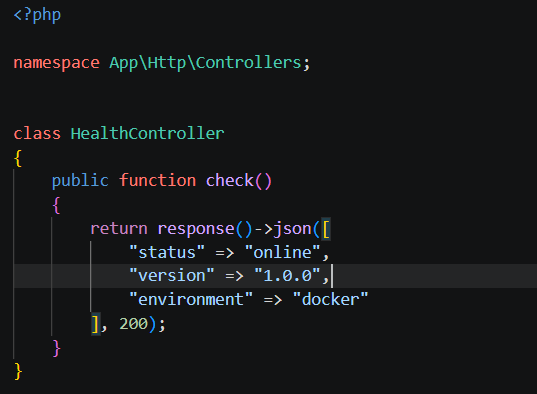 <?php
namespace App\Http\Controllers;
class HealthController
{
    public function check()
    {
        return response()->json([
            "status" => "online",
            "version" => "1.0.0",
            "environment" => "docker"
        ], 200);
    }
}